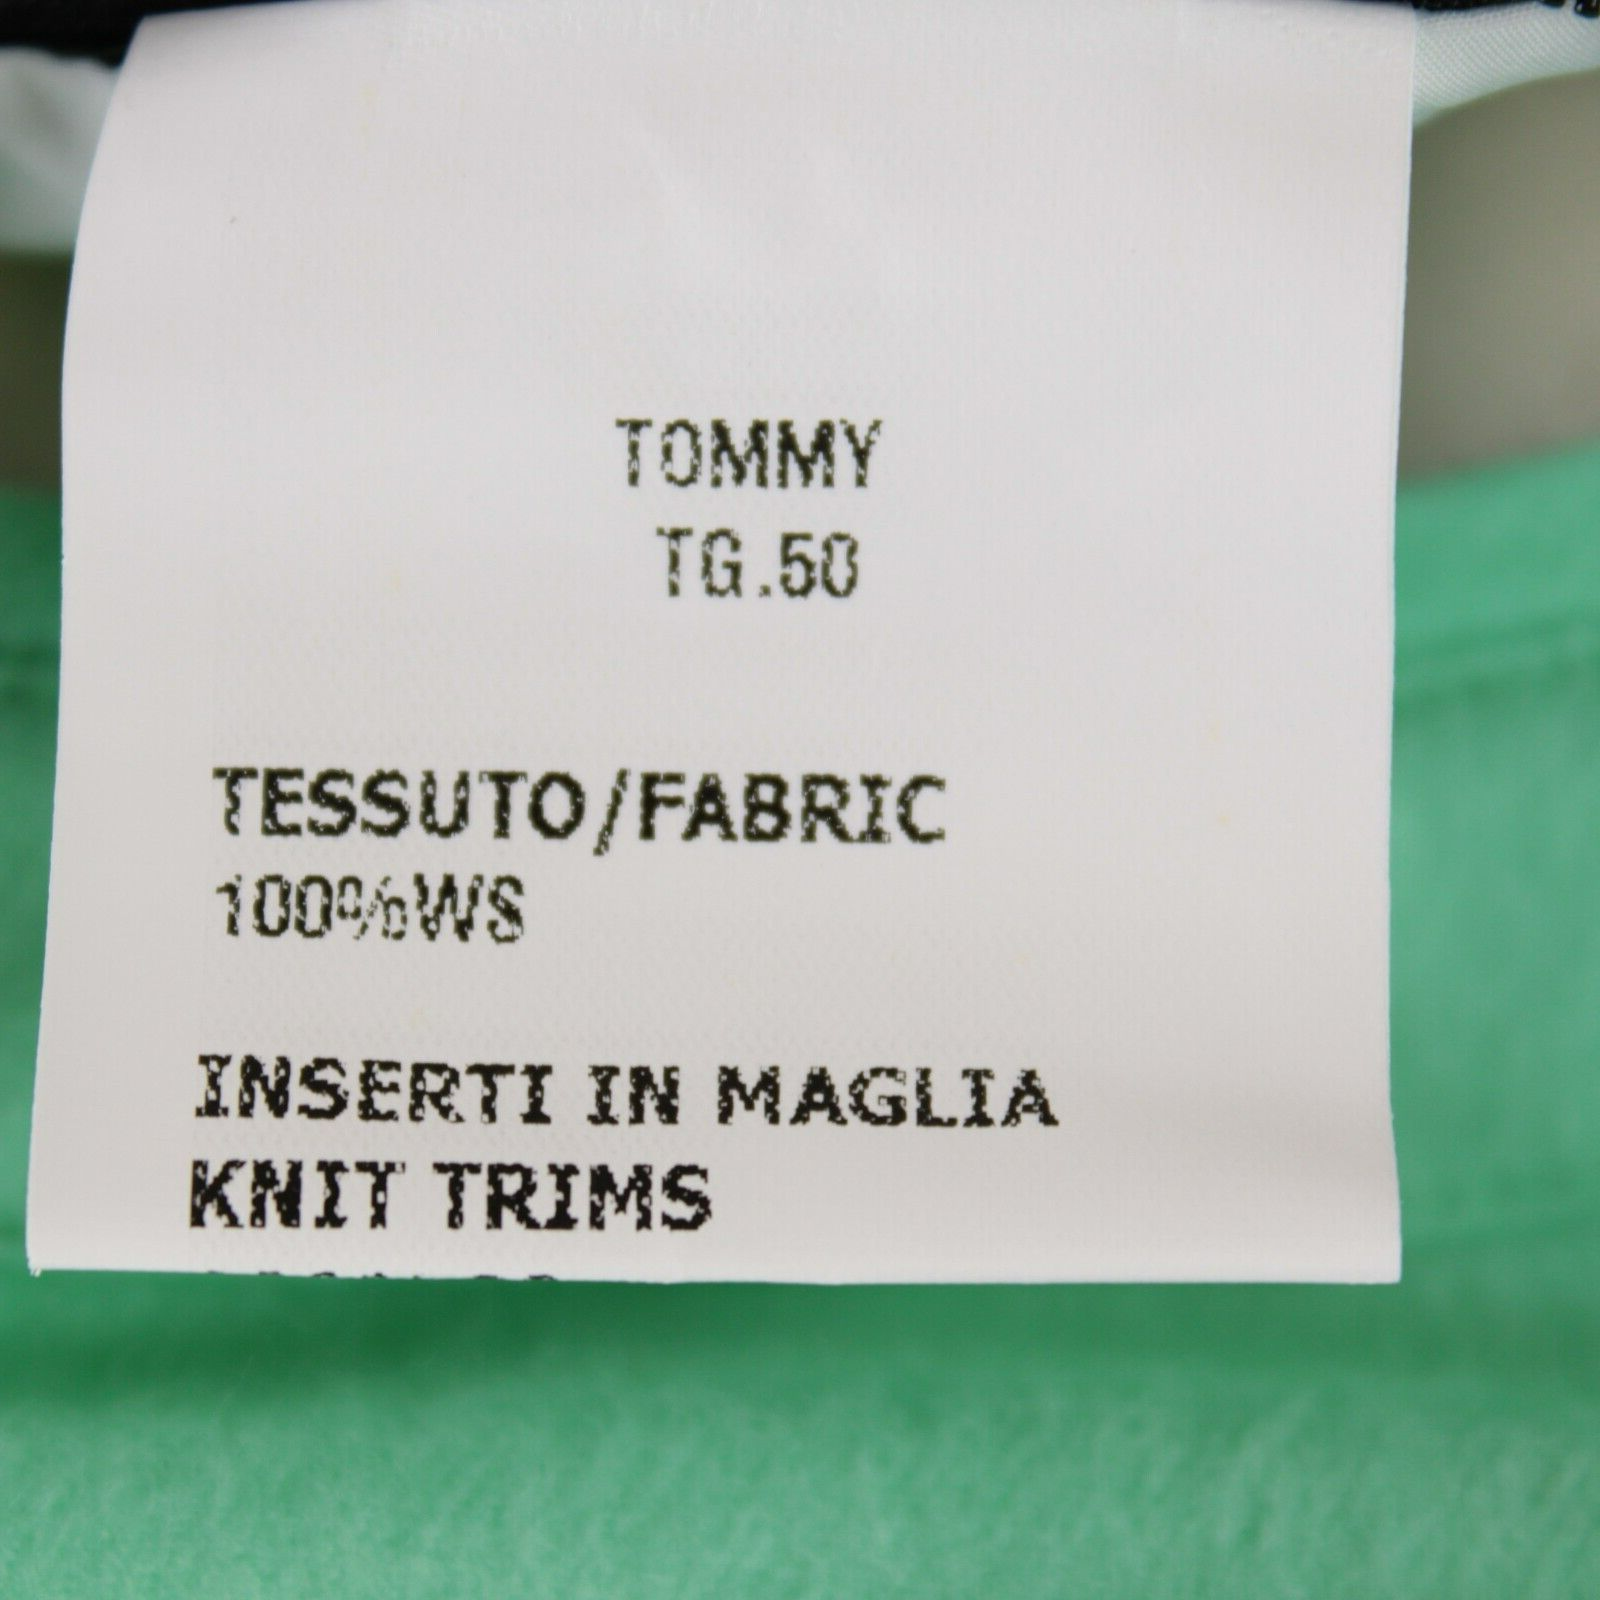 TOMMY
TG.50
TESSUTO/FABRIC
100%WS
INSERTI IN MAGLIA
KNIT TRIMS